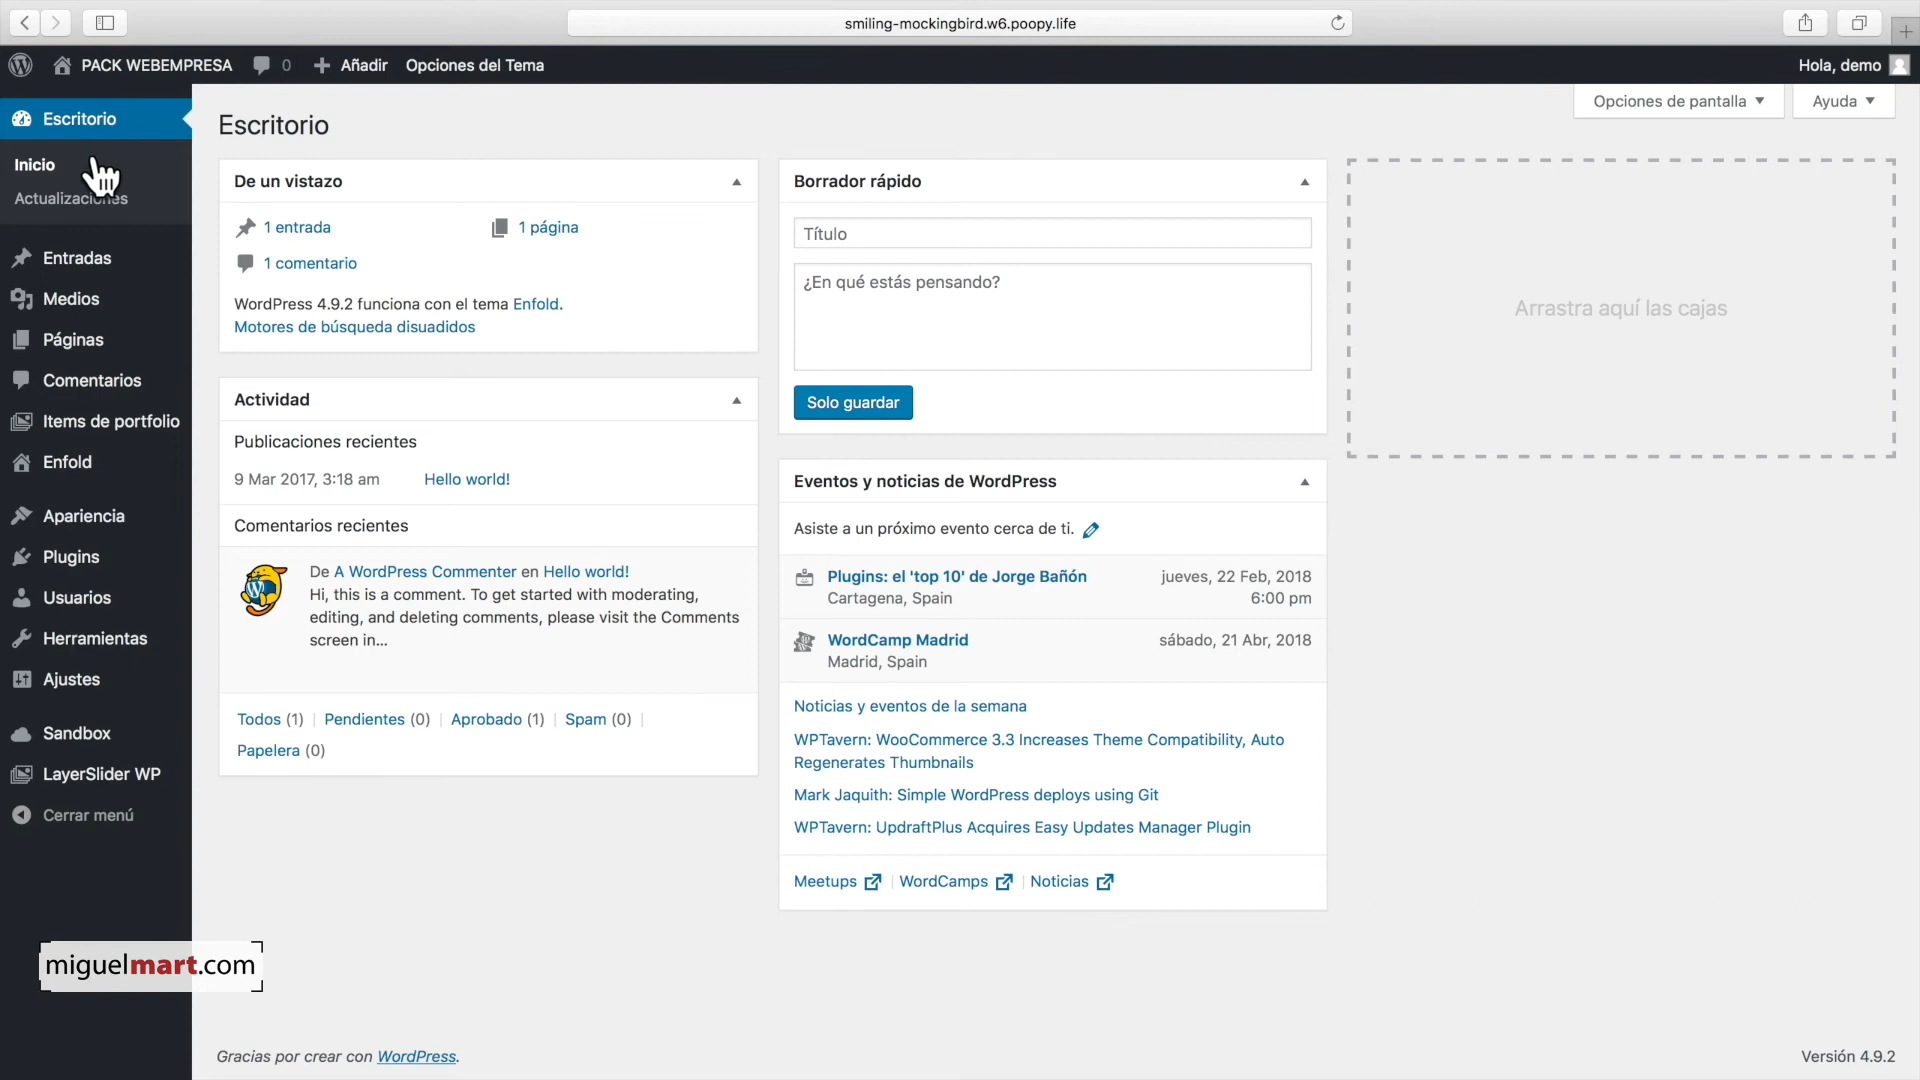 smiling-mockingbird.w6.poopy.life
PACK WEBEMPRESA
0
Añadir
Opciones del Tema
Hola, demo
Escritorio
Inicio
Actualizaciones
Entradas
Medios
Páginas
Comentarios
Items de portfolio
Enfold
Apariencia
Plugins
Usuarios
Herramientas
Ajustes
Sandbox
LayerSlider WP
Cerrar menú
miguelmart.com
Opciones de pantalla
Ayuda
Escritorio
De un vistazo
1 entrada
1 página
1 comentario
WordPress 4.9.2 funciona con el tema Enfold.
Motores de búsqueda disuadidos
Actividad
Publicaciones recientes
9 Mar 2017, 3:18 am Hello world!
Comentarios recientes
De A WordPress Commenter en Hello world!
Hi, this is a comment. To get started with moderating,
editing, and deleting comments, please visit the Comments
screen in...
Todos (1) | Pendientes (0) | Aprobado (1) | Spam (0) |
Papelera (0)
Borrador rápido
Título
¿En qué estás pensando?
Solo guardar
Eventos y noticias de WordPress
Asiste a un próximo evento cerca de ti.
Plugins: el 'top 10' de Jorge Bañón jueves, 22 Feb, 2018
Cartagena, Spain 6:00 pm
WordCamp Madrid sábado, 21 Abr, 2018
Madrid, Spain
Noticias y eventos de la semana
WPTavern: WooCommerce 3.3 Increases Theme Compatibility, Auto
Regenerates Thumbnails
Mark Jaquith: Simple WordPress deploys using Git
WPTavern: UpdraftPlus Acquires Easy Updates Manager Plugin
Meetups | WordCamps | Noticias
Arrastra aquí las cajas
Gracias por crear con WordPress.
Versión 4.9.2